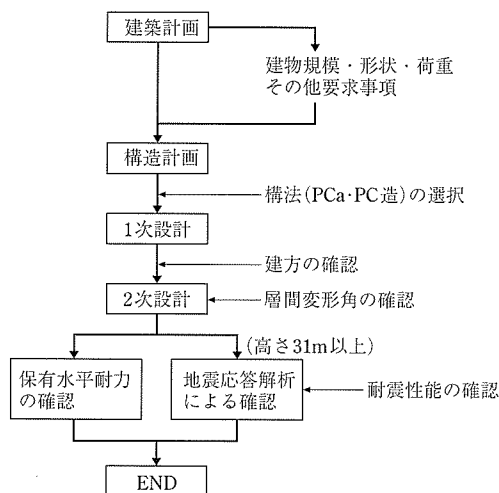 建築計画
建物規模・形状・荷重
その他要求事項
構造計画
構法(PCa・PC造)の選択
1次設計
建方の確認
2次設計
層間変形角の確認
(高さ31m以上)
保有水平耐力
の確認
地震応答解析
による確認
耐震性能の確認
END